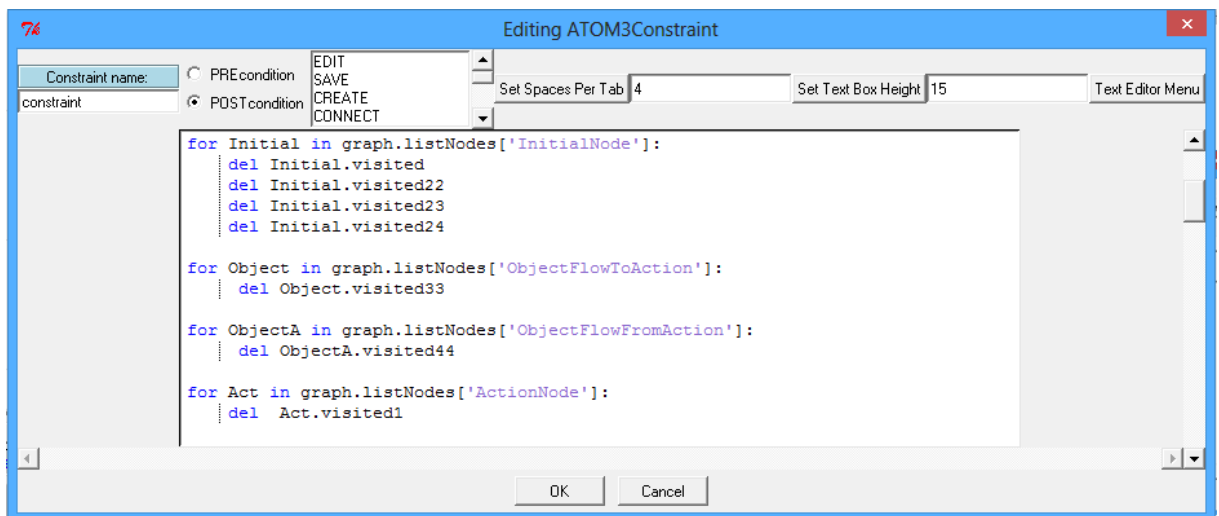 7% Editing ATOM3Constraint
Constraint name:
constraint
PREcondition
POSTcondition
EDIT
SAVE
CREATE
CONNECT
Set Spaces Per Tab 4
Set Text Box Height 15
Text Editor Menu
for Initial in graph.listNodes['InitialNode']:
del Initial.visited
del Initial.visited22
del Initial.visited23
del Initial.visited24
for Object in graph.listNodes['ObjectFlowToAction']:
del Object.visited33
for ObjectA in graph.listNodes['ObjectFlowFromAction']:
del ObjectA.visited44
for Act in graph.listNodes['ActionNode']:
del  Act.visited1
OK Cancel